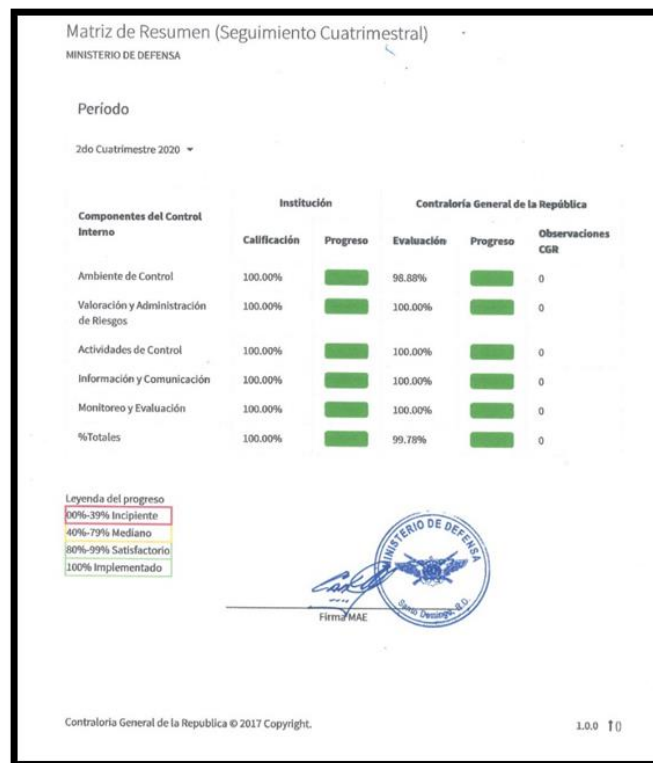 Matriz de Resumen (Seguimiento Cuatrimestral)
MINISTERIO DE DEFENSA
Período
2do Cuatrimestre 2020
Institución Contraloría General de la República
Componentes del Control Interno Calificación Progreso Evaluación Progreso Observaciones CGR
Ambiente de Control 100.00% 98.88% 0
Valoración y Administración de Riesgos 100.00% 100.00% 0
Actividades de Control 100.00% 100.00% 0
Información y Comunicación 100.00% 100.00% 0
Monitoreo y Evaluación 100.00% 100.00% 0
%Totales 100.00% 99.78% 0
Leyenda del progreso
00%-39% Incipiente
40%-79% Mediano
80%-99% Satisfactorio
100% Implementado
MINISTERIO DE DEFENSA
Santo Domingo, R.D.
Firma MAE
Contraloria General de la Republica © 2017 Copyright.
1.0.0